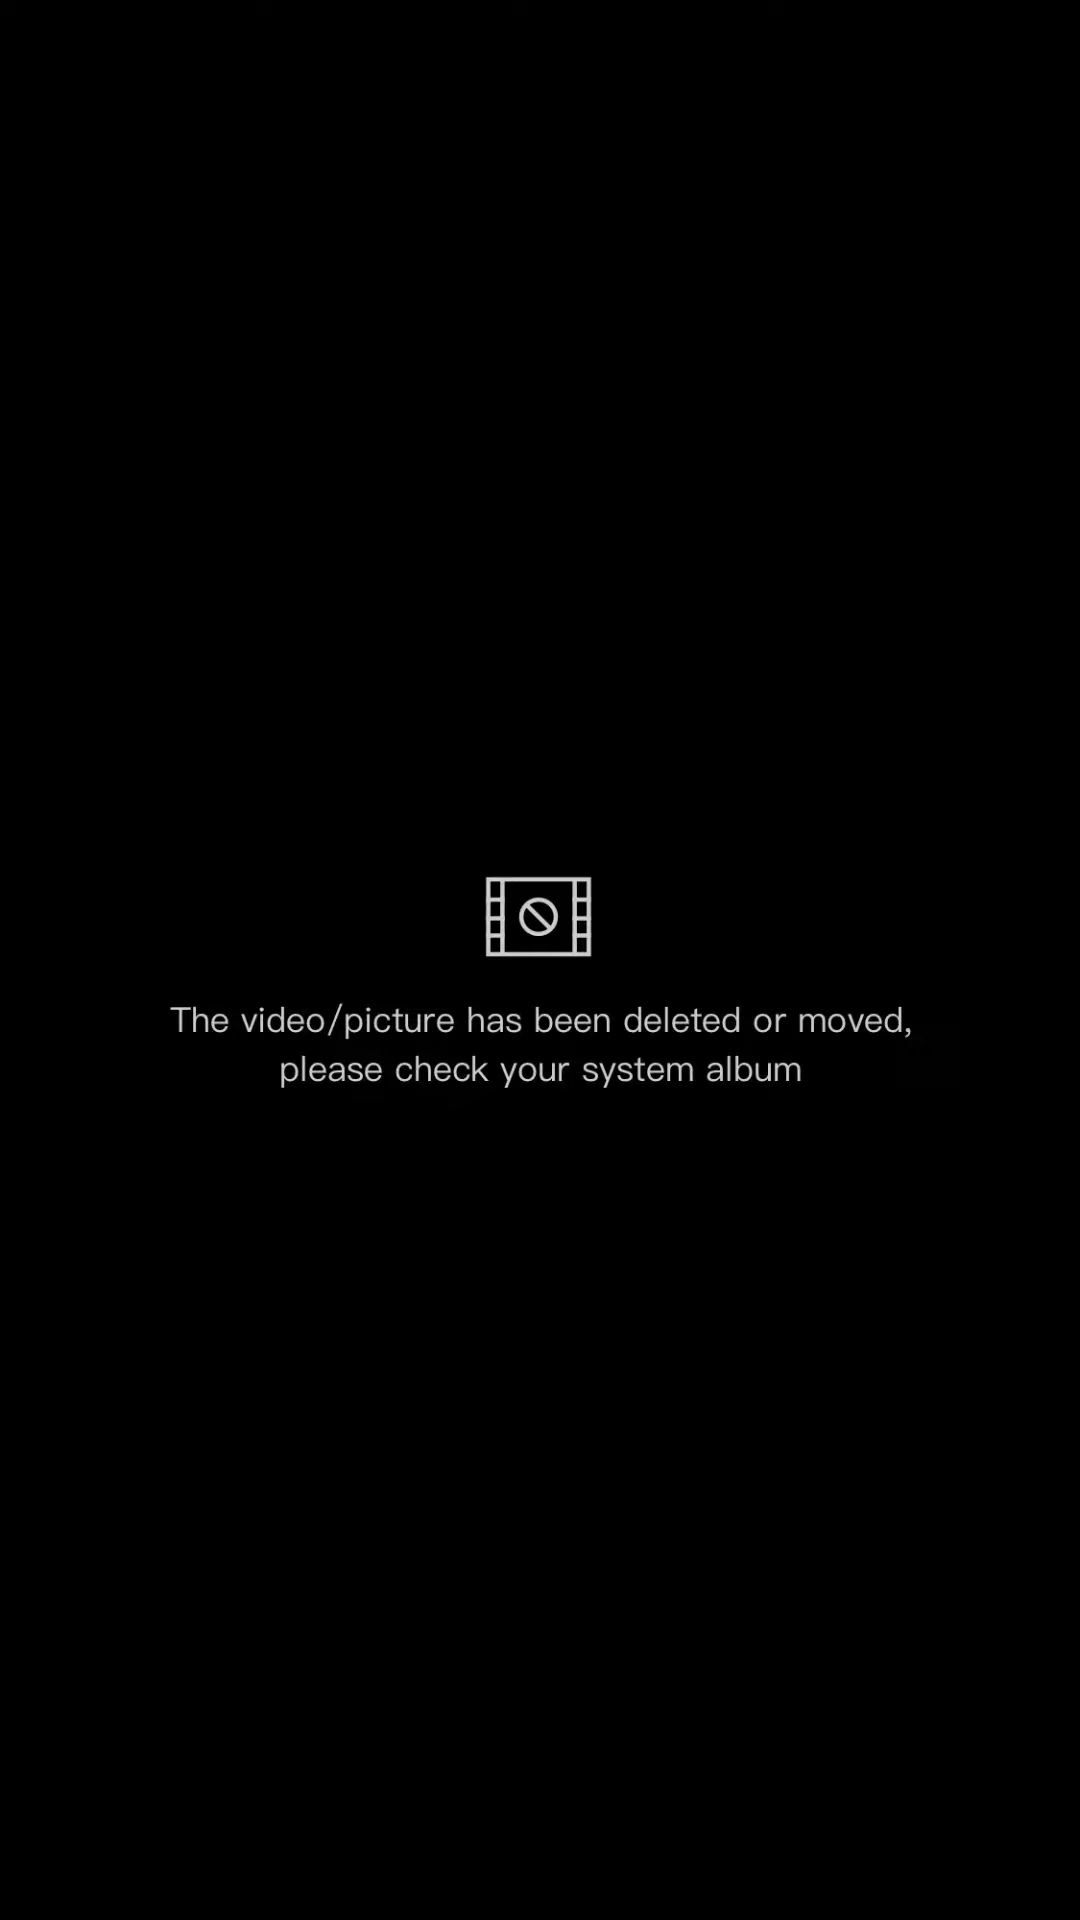 The video/picture has been deleted or moved,
please check your system album